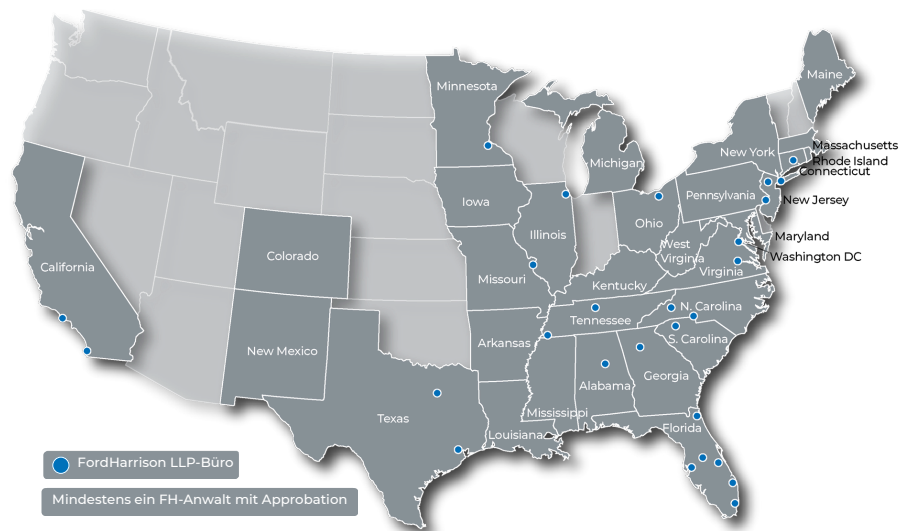 Minnesota
Maine
Massachusetts
New York
Rhode Island
Connecticut
Michigan
Pennsylvania
New Jersey
Iowa
Ohio
Illinois
Maryland
West
Virginia
Washington DC
Colorado
California
Missouri
Virginia
Kentucky
N. Carolina
Tennessee
S. Carolina
Arkansas
New Mexico
Georgia
Alabama
Mississippi
Texas
Florida
Louisiana
FordHarrison LLP-Büro
Mindestens ein FH-Anwalt mit Approbation